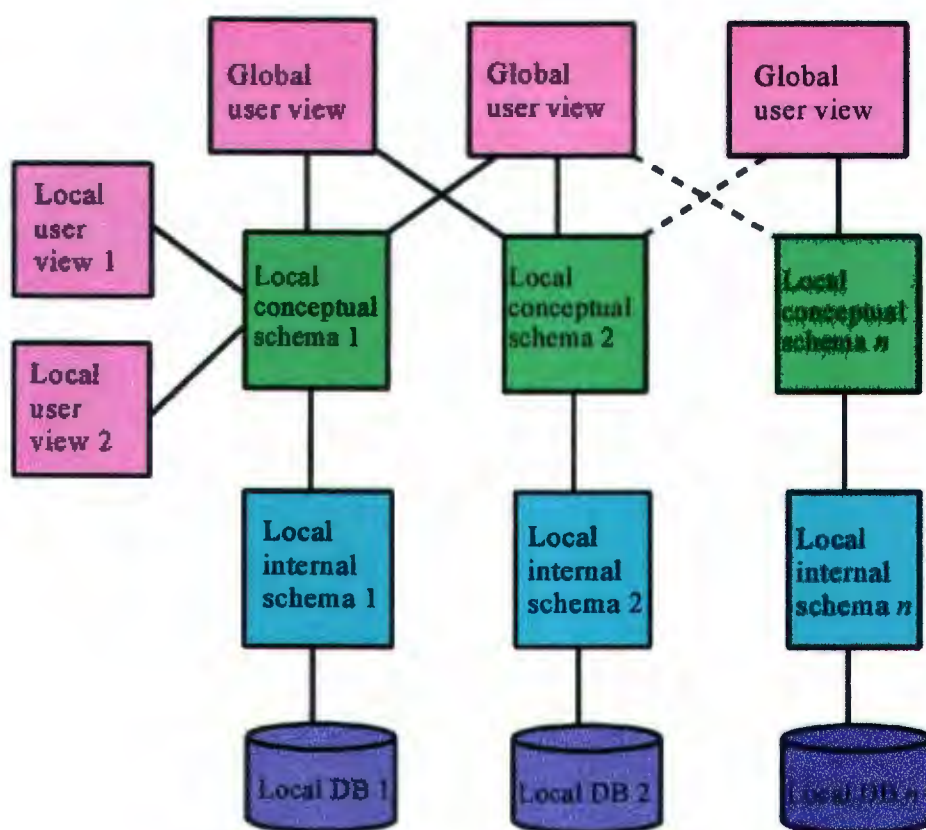 Global
user view
Global
user view
Global
user view
Local
user
view 1
Local
user
view 2
Local
conceptual
schema 1
Local
conceptual
schema 2
Local
conceptual
schema n
Local
internal
schema 1
Local
internal
schema 2
Local
internal
schema n
Local DB 1
Local DB 2
Local DB n